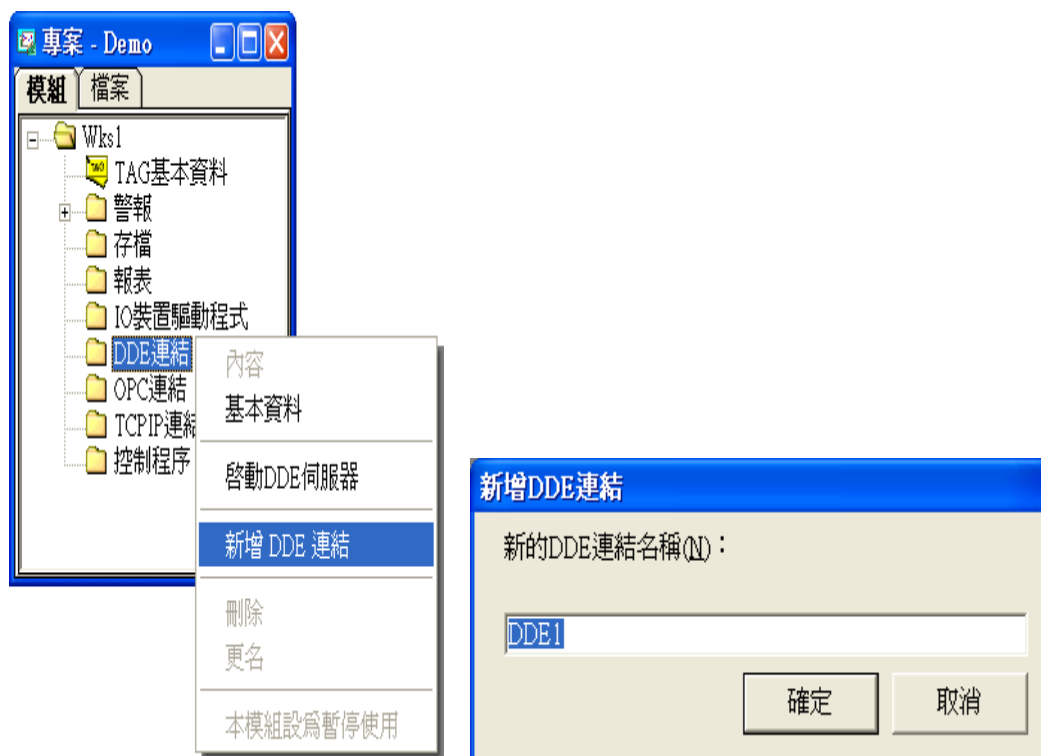 專案 - Demo
模組 檔案
Wks1
TAG基本資料
警報
存檔
報表
IO裝置驅動程式
DDE連結
OPC連結
TCPIP連結
控制程序
內容
基本資料
啓動DDE伺服器
新增 DDE 連結
刪除
更名
本模組設爲暫停使用
新增DDE連結
新的DDE連結名稱(N)：
DDE1
確定 取消